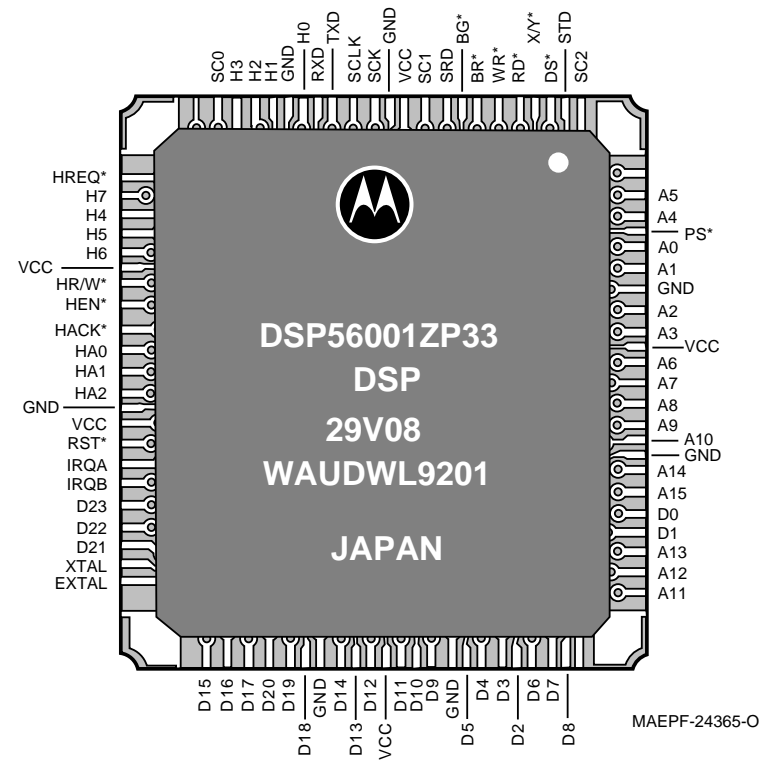 SC0
H3
H2
H1
GND
H0
RXD
TXD
SCLK
SCK
GND
VCC
SC1
SRD
BG*
BR*
WR*
RD*
X/Y*
DS*
STD
SC2
HREQ*
H7
H4
H5
H6
VCC
HR/W*
HEN*
HACK*
HA0
HA1
HA2
GND
VCC
RST*
IRQA
IRQB
D23
D22
D21
XTAL
EXTAL
DSP56001ZP33
DSP
29V08
WAUDWL9201
JAPAN
A5
A4
PS*
A0
A1
GND
A2
A3
VCC
A6
A7
A8
A9
A10
GND
A14
A15
D0
D1
A13
A12
A11
D15
D16
D17
D20
D19
D18
GND
D14
D13
D12
VCC
D11
D10
D9
GND
D5
D4
D3
D2
D6
D7
D8
MAEPF-24365-O